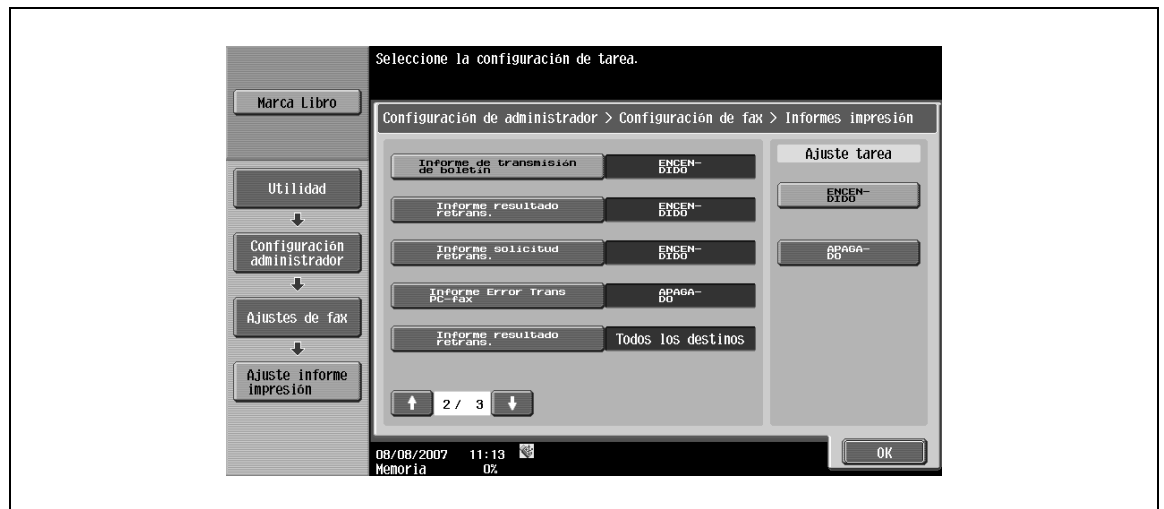 Seleccione la configuración de tarea.
Marca Libro
Configuración de administrador > Configuración de fax > Informes impresión
Utilidad
Configuración
administrador
Ajustes de fax
Ajuste informe
impresión
Informe de transmisión
de boletín
ENCEN-
DIDO
Informe resultado
retrans.
ENCEN-
DIDO
Informe solicitud
retrans.
ENCEN-
DIDO
Informe Error Trans
PC-fax
APAGA-
DO
Informe resultado
retrans.
Todos los destinos
2/ 3
Ajuste tarea
ENCEN-
DIDO
APAGA-
DO
08/08/2007 11:13
Memoria 0%
OK